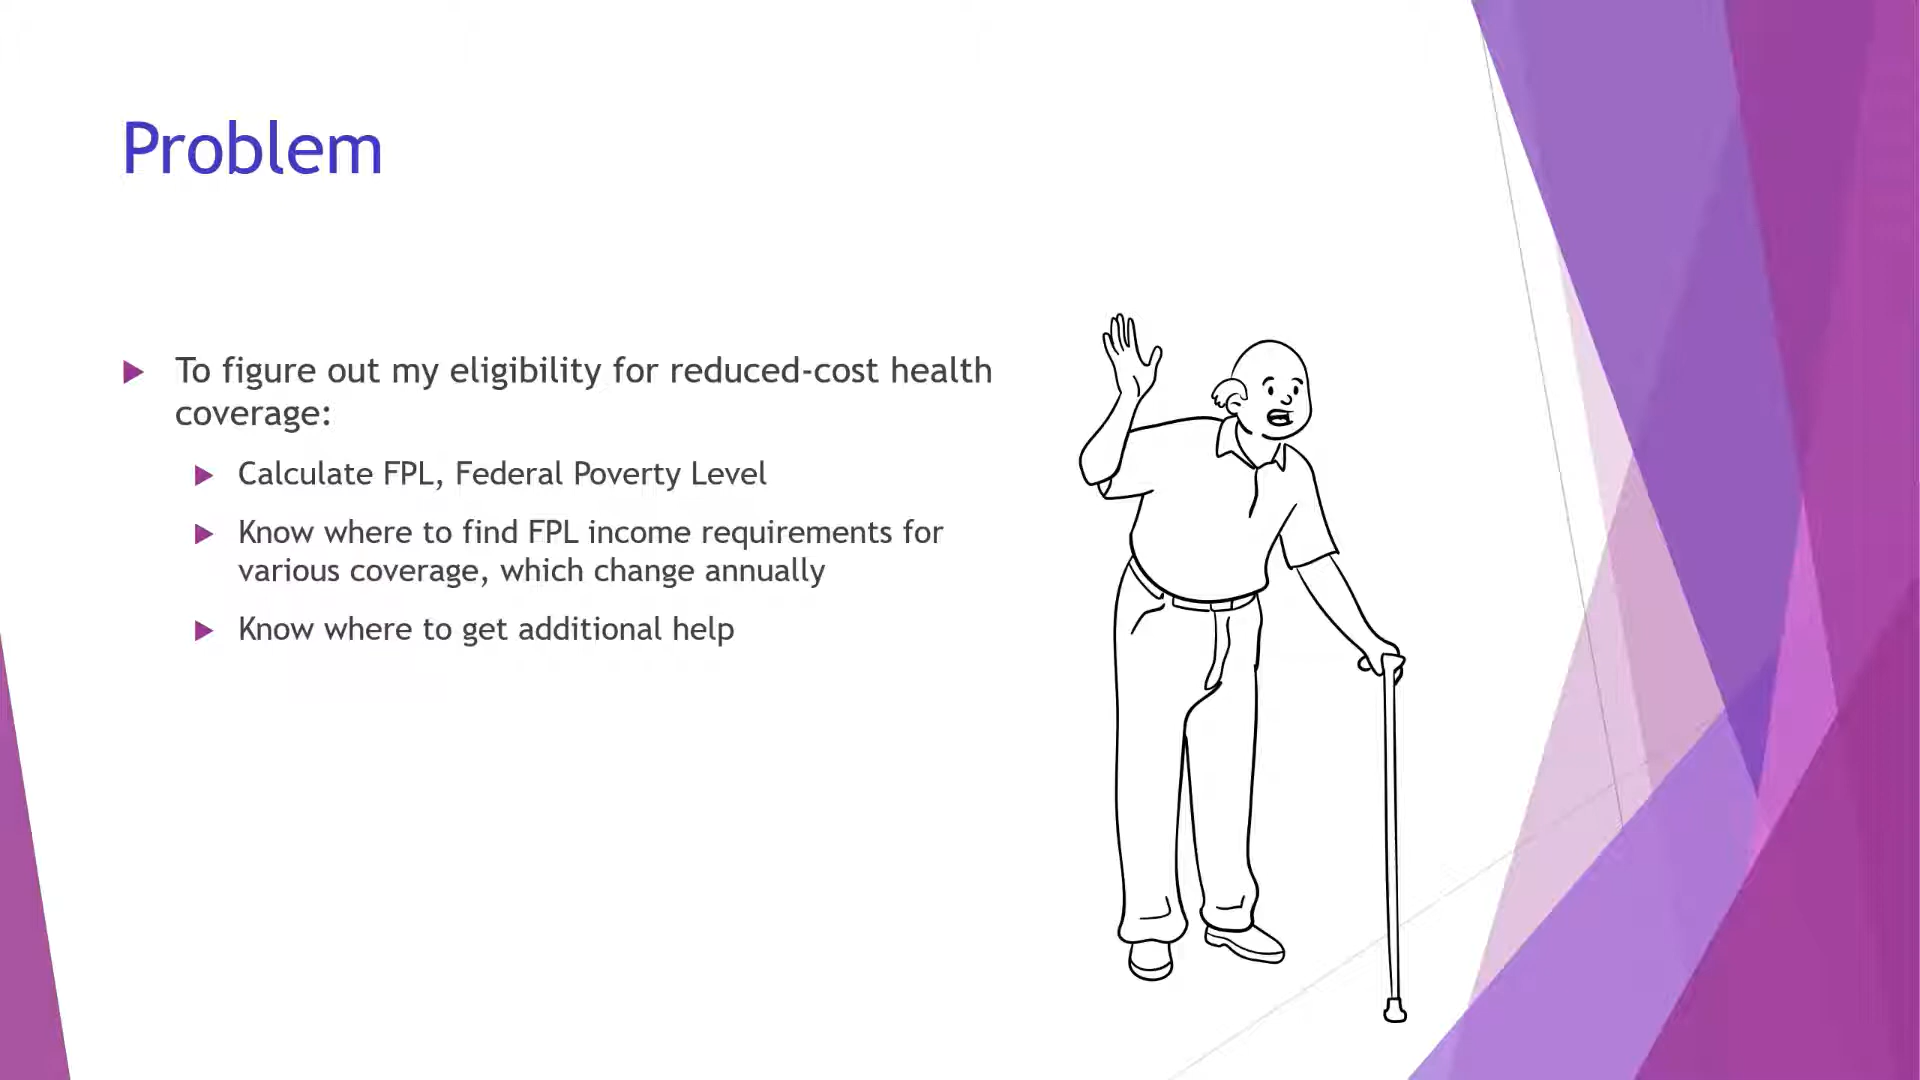 Problem
To figure out my eligibility for reduced-cost health
coverage:
Calculate FPL, Federal Poverty Level
Know where to find FPL income requirements for
various coverage, which change annually
Know where to get additional help